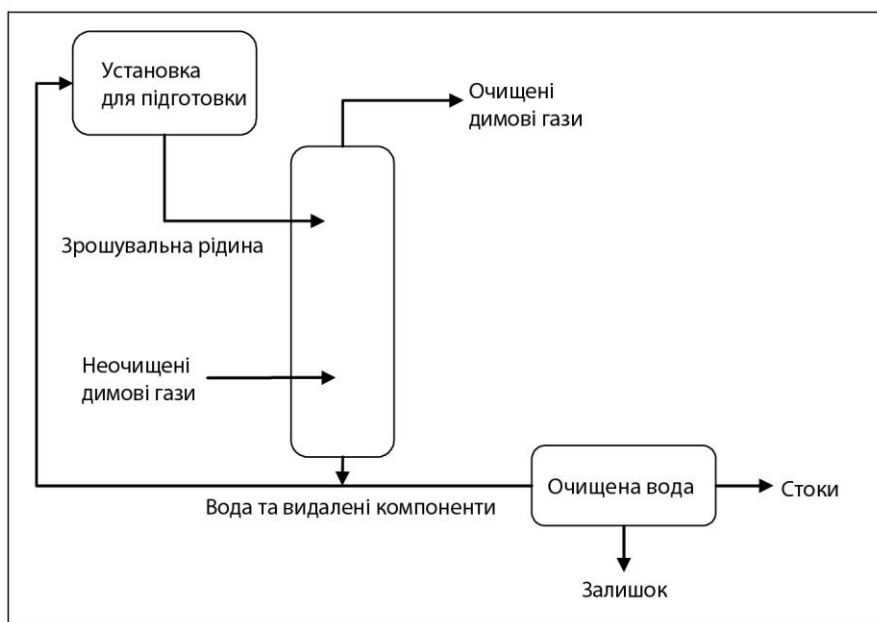 Установка
для підготовки
Очищені
димові гази
Зрошувальна рідина
Неочищені
димові гази
Очищена вода
Стоки
Вода та видалені компоненти
Залишок